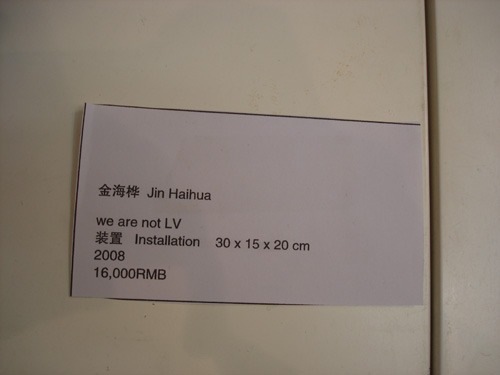 金海桦 Jin Haihua
we are not LV
装置 Installation 30 x 15 x 20 cm
2008
16,000RMB